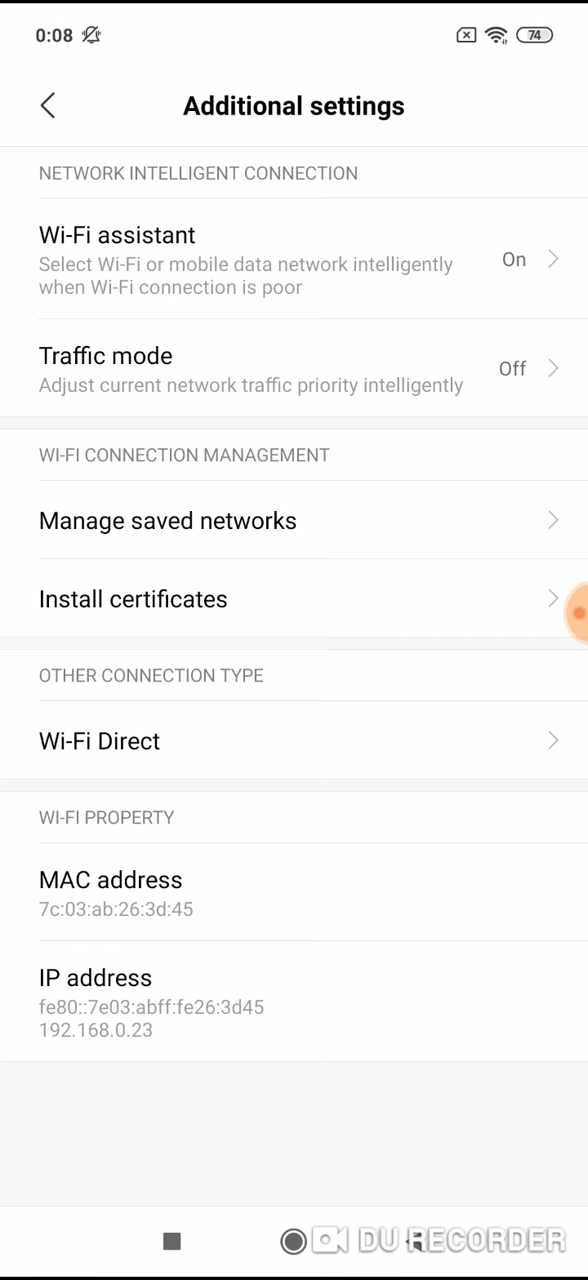 0:08
74
Additional settings
NETWORK INTELLIGENT CONNECTION
Wi-Fi assistant
Select Wi-Fi or mobile data network intelligently
when Wi-Fi connection is poor
On
Traffic mode
Adjust current network traffic priority intelligently
Off
WI-FI CONNECTION MANAGEMENT
Manage saved networks
Install certificates
OTHER CONNECTION TYPE
Wi-Fi Direct
WI-FI PROPERTY
MAC address
7c:03:ab:26:3d:45
IP address
fe80::7e03:abff:fe26:3d45
192.168.0.23
DU RECORDER